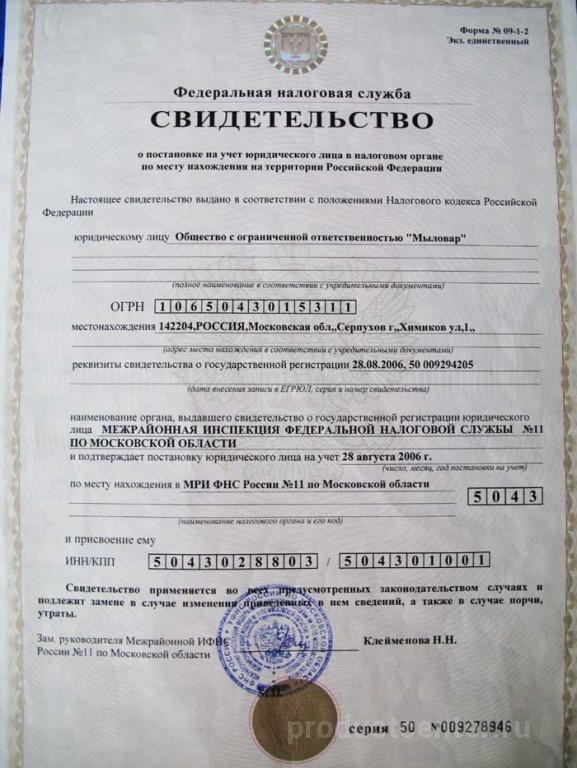 Форма № 09-1-2
Экз. единственный
Федеральная налоговая служба
СВИДЕТЕЛЬСТВО
о постановке на учет юридического лица в налоговом органе
по месту нахождения на территории Российской Федерации
Настоящее свидетельство выдано в соответствии с положениями Налогового кодекса Российской
Федерации
юридическому лицу Общество с ограниченной ответственностью "Мыловар"
(полное наименование в соответствии с учредительными документами)
ОГРН 1065043015311
местонахождения 142204,РОССИЯ,Московская обл,,Серпухов г,,Химиков ул,1,,
(адрес места нахождения в соответствии с учредительными документами)
реквизиты свидетельства о государственной регистрации 28.08.2006, 50 009294205
(дата внесения записи в ЕГРЮЛ, серия и номер свидетельства)
наименование органа, выдавшего свидетельство о государственной регистрации юридического
лица МЕЖРАЙОННАЯ ИНСПЕКЦИЯ ФЕДЕРАЛЬНОЙ НАЛОГОВОЙ СЛУЖБЫ №11
ПО МОСКОВСКОЙ ОБЛАСТИ
и подтверждает постановку юридического лица на учет 28 августа 2006 г.
(число, месяц, год постановки на учет)
по месту нахождения в МРИ ФНС России №11 по Московской области
5043
(наименование налогового органа и его код)
и присвоение ему
ИНН/КПП 5043028803 / 504301001
Свидетельство применяется во всех предусмотренных законодательством случаях и
подлежит замене в случае изменения приведенных в нем сведений, а также в случае порчи,
утраты.
Зам. руководителя Межрайонной ИФНС
России №11 по Московской области
Клейменова Н.Н.
М.П.
серия 50 №009278946
productcenter.ru